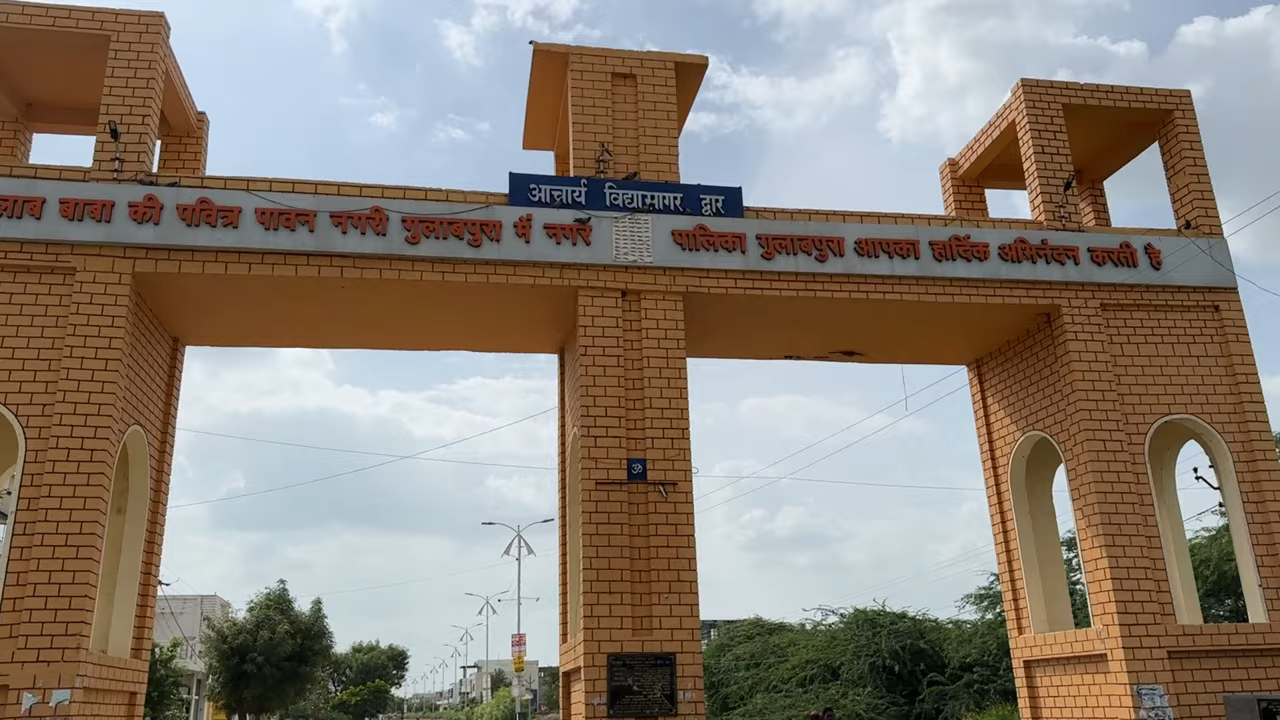 आचार्य विद्यासागर द्वार
लाब बाबा की पवित्र पावन नगरी गुलाबपुरा में नगर पालिका गुलाबपुरा आपका हार्दिक अभिनंदन करती है
ॐ